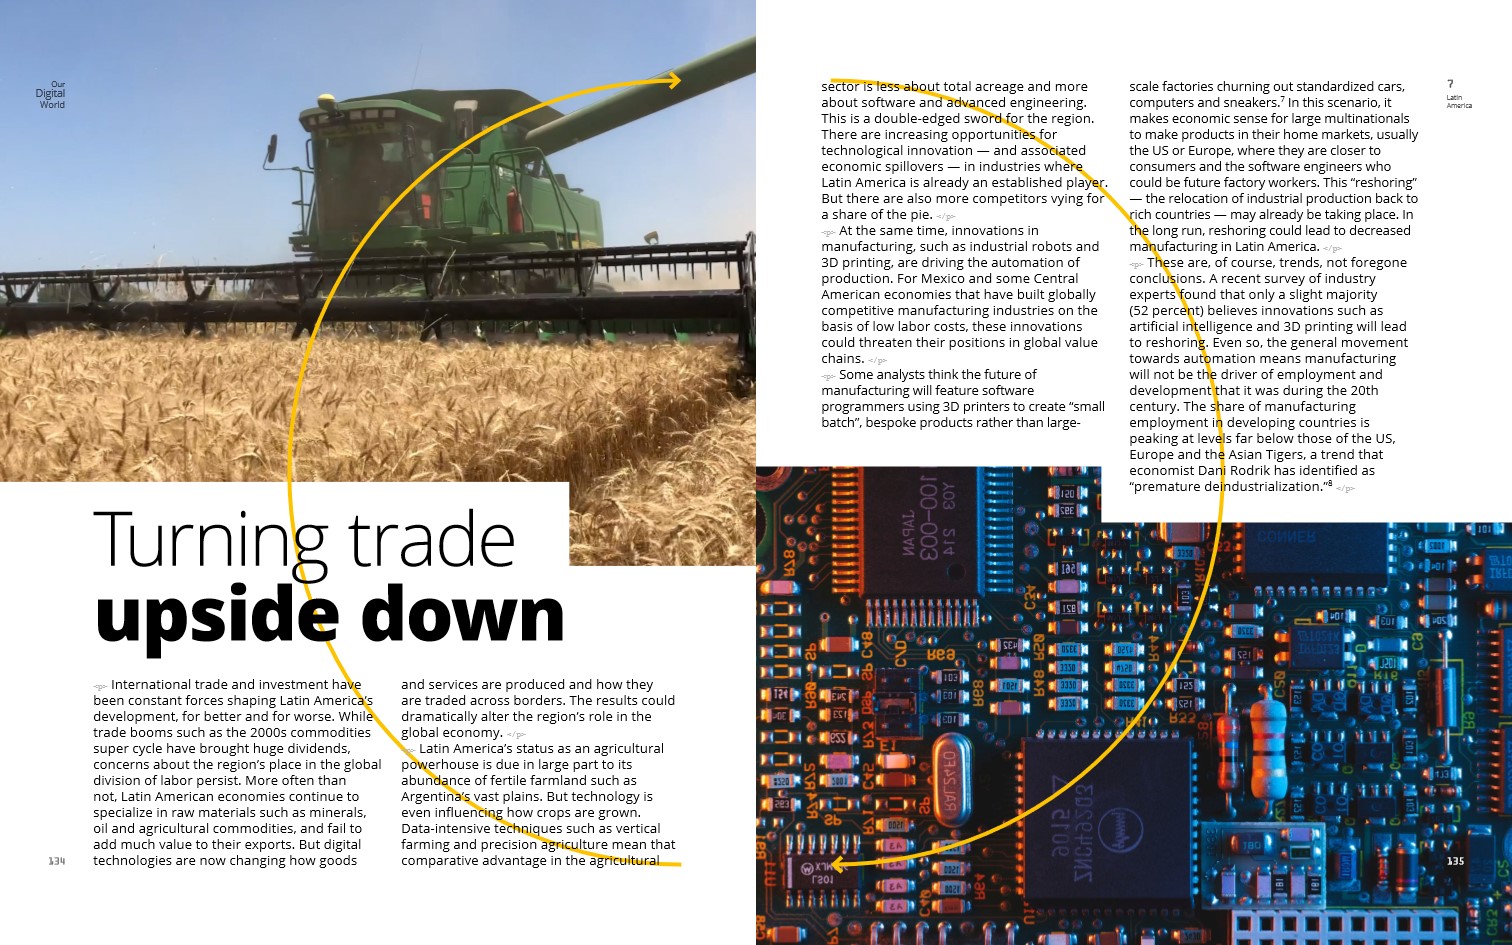 Our
Digital
World
Turning trade
upside down
<p> International trade and investment have
been constant forces shaping Latin America’s
development, for better and for worse. While
trade booms such as the 2000s commodities
super cycle have brought huge dividends,
concerns about the region’s place in the global
division of labor persist. More often than
not, Latin American economies continue to
specialize in raw materials such as minerals,
oil and agricultural commodities, and fail to
add much value to their exports. But digital
technologies are now changing how goods
and services are produced and how they
are traded across borders. The results could
dramatically alter the region’s role in the
global economy. </p>
<p> Latin America’s status as an agricultural
powerhouse is due in large part to its
abundance of fertile farmland such as
Argentina’s vast plains. But technology is
even influencing how crops are grown.
Data-intensive techniques such as vertical
farming and precision agriculture mean that
comparative advantage in the agricultural
134
sector is less about total acreage and more
about software and advanced engineering.
This is a double-edged sword for the region.
There are increasing opportunities for
technological innovation — and associated
economic spillovers — in industries where
Latin America is already an established player.
But there are also more competitors vying for
a share of the pie. </p>
<p> At the same time, innovations in
manufacturing, such as industrial robots and
3D printing, are driving the automation of
production. For Mexico and some Central
American economies that have built globally
competitive manufacturing industries on the
basis of low labor costs, these innovations
could threaten their positions in global value
chains. </p>
<p> Some analysts think the future of
manufacturing will feature software
programmers using 3D printers to create “small
batch”, bespoke products rather than large-
scale factories churning out standardized cars,
computers and sneakers.⁷ In this scenario, it
makes economic sense for large multinationals
to make products in their home markets, usually
the US or Europe, where they are closer to
consumers and the software engineers who
could be future factory workers. This “reshoring”
— the relocation of industrial production back to
rich countries — may already be taking place. In
the long run, reshoring could lead to decreased
manufacturing in Latin America. </p>
<p> These are, of course, trends, not foregone
conclusions. A recent survey of industry
experts found that only a slight majority
(52 percent) believes innovations such as
artificial intelligence and 3D printing will lead
to reshoring. Even so, the general movement
towards automation means manufacturing
will not be the driver of employment and
development that it was during the 20th
century. The share of manufacturing
employment in developing countries is
peaking at levels far below those of the US,
Europe and the Asian Tigers, a trend that
economist Dani Rodrik has identified as
“premature deindustrialization.”⁸ </p>
7
Latin
America
135